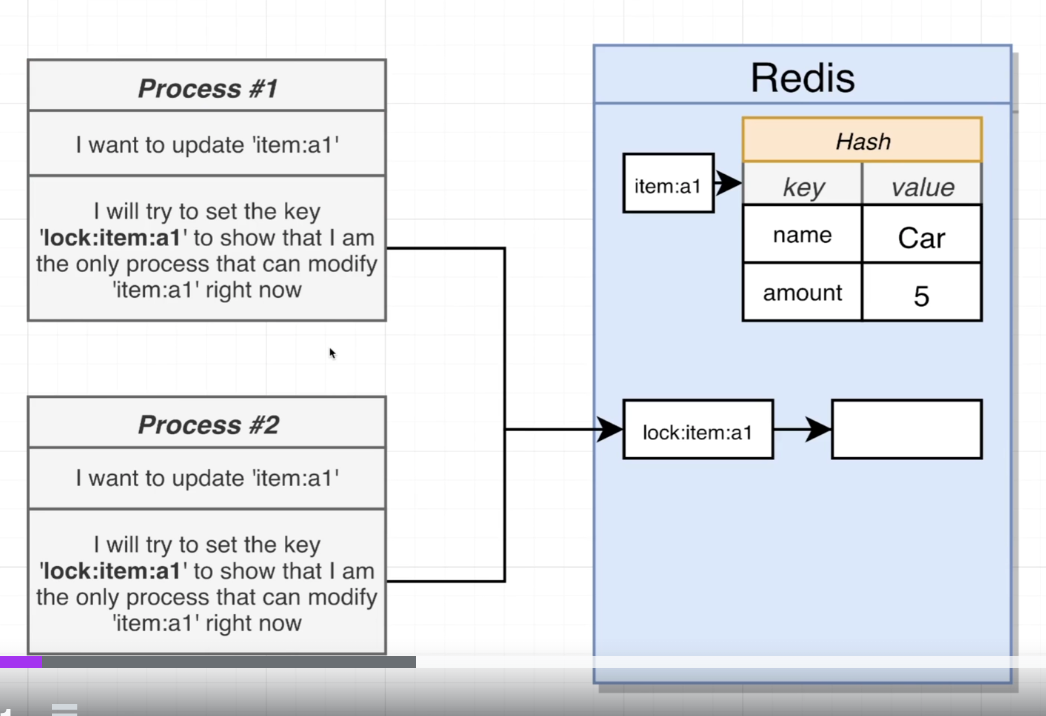 Process #1
I want to update 'item:a1'
I will try to set the key
'lock:item:a1' to show that I am
the only process that can modify
'item:a1' right now
Process #2
I want to update 'item:a1'
I will try to set the key
'lock:item:a1' to show that I am
the only process that can modify
'item:a1' right now
Redis
item:a1
Hash
key value
name Car
amount 5
lock:item:a1